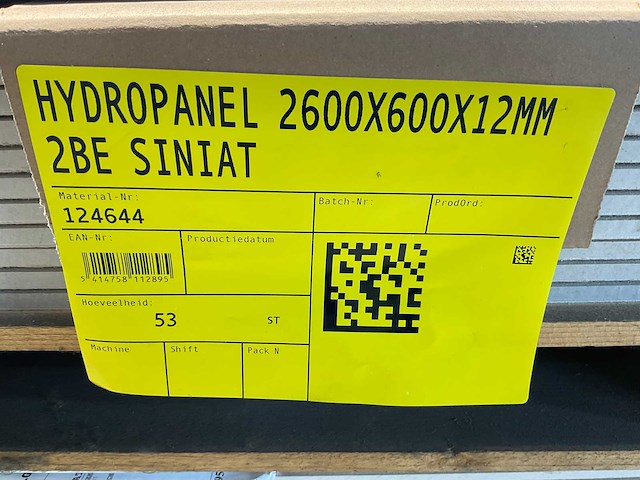 HYDROPANEL 2600X600X12MM
2BE SINIAT
Material-Nr:
124644
Batch-Nr:
ProdOrd:
EAN-Nr:
Productiedatum
5 414758 112895
Hoeveelheid:
53 ST
Machine
Shift
Pack N